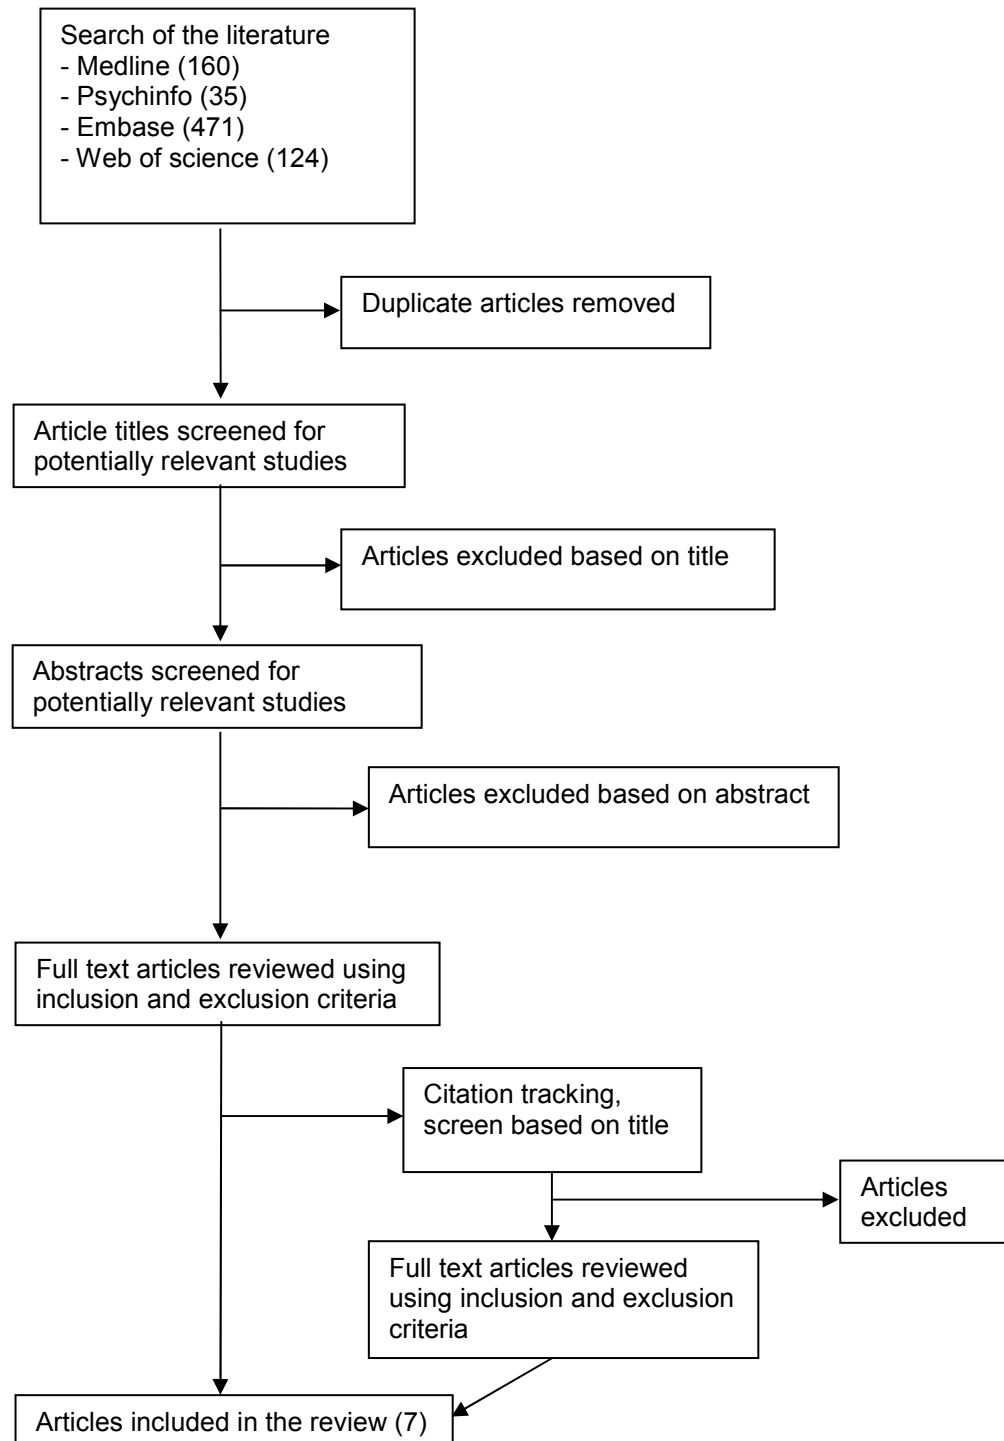 Search of the literature
- Medline (160)
- Psychinfo (35)
- Embase (471)
- Web of science (124)
Duplicate articles removed
Article titles screened for
potentially relevant studies
Articles excluded based on title
Abstracts screened for
potentially relevant studies
Articles excluded based on abstract
Full text articles reviewed using
inclusion and exclusion criteria
Citation tracking,
screen based on title
Articles
excluded
Full text articles reviewed
using inclusion and exclusion
criteria
Articles included in the review (7)